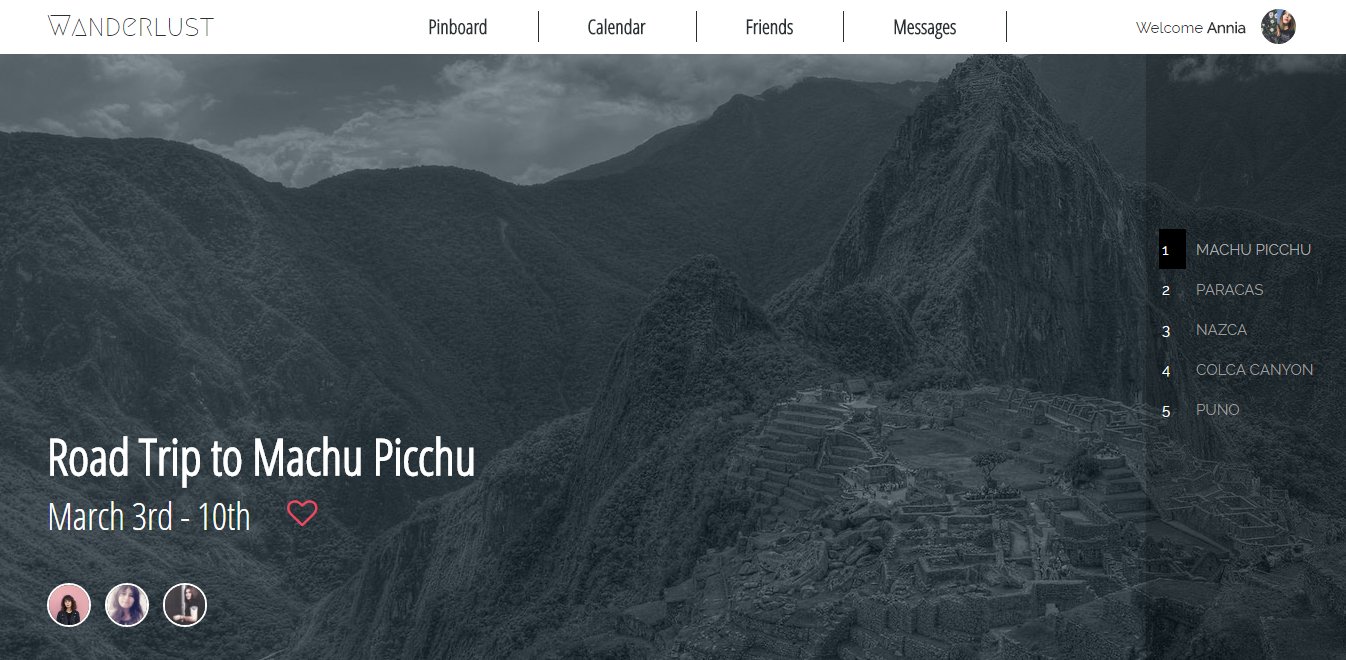 WANDERLUST
Pinboard
Calendar
Friends
Messages
Welcome Annia
1 MACHU PICCHU
2 PARACAS
3 NAZCA
4 COLCA CANYON
5 PUNO
Road Trip to Machu Picchu
March 3rd - 10th